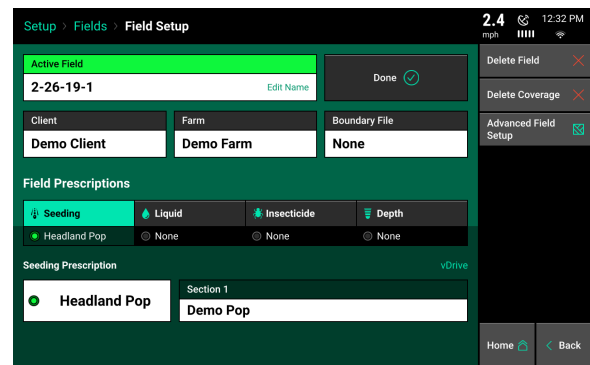 Setup > Fields > Field Setup
2.4 mph
12:32 PM
Active Field
2-26-19-1
Edit Name
Done
Delete Field
Delete Coverage
Advanced Field Setup
Client
Demo Client
Farm
Demo Farm
Boundary File
None
Field Prescriptions
Seeding
Liquid
Insecticide
Depth
Headland Pop
None
None
None
Seeding Prescription
vDrive
Headland Pop
Section 1
Demo Pop
Home
< Back